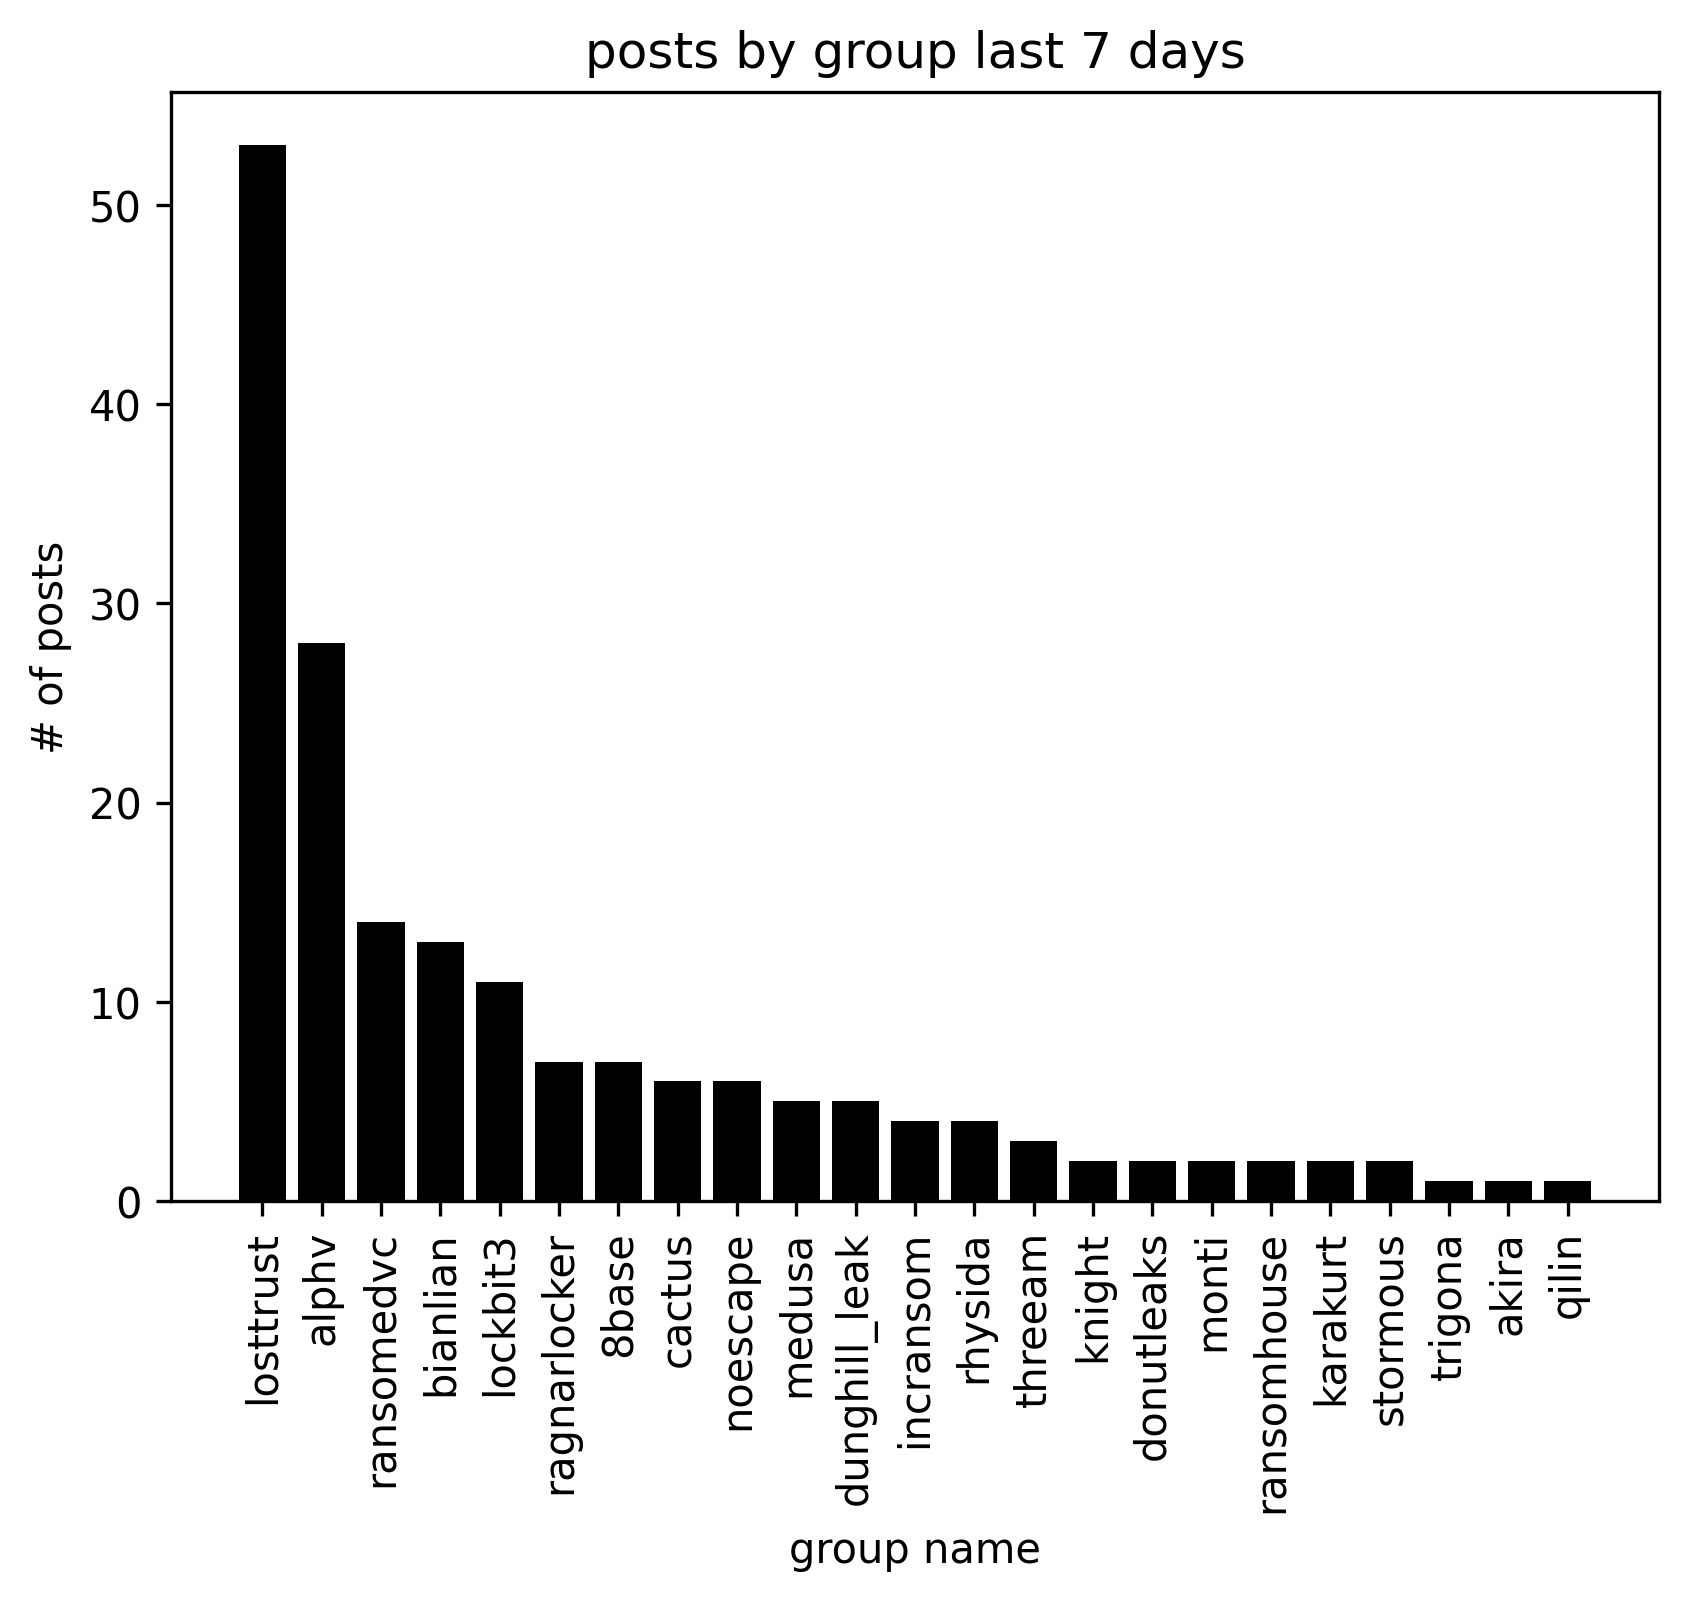 posts by group last 7 days
# of posts
50
40
30
20
10
0
losttrust
alphv
ransomedvc
bianlian
lockbit3
ragnarlocker
8base
cactus
noescape
medusa
dunghill_leak
incransom
rhysida
threeam
knight
donutleaks
monti
ransomhouse
karakurt
stormous
trigona
akira
qilin
group name